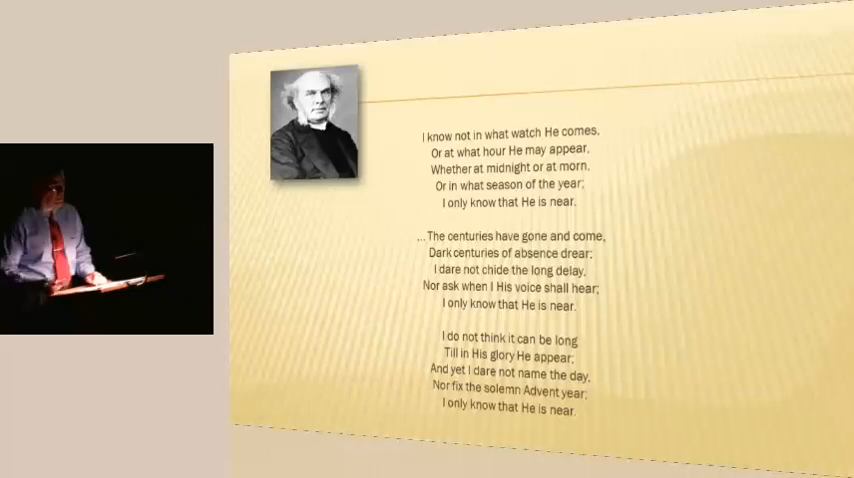 I know not in what watch He comes,
Or at what hour He may appear,
Whether at midnight or at morn,
Or in what season of the year;
I only know that He is near.
... The centuries have gone and come,
Dark centuries of absence drear;
I dare not chide the long delay,
Nor ask when I His voice shall hear;
I only know that He is near.
I do not think it can be long
Till in His glory He appear;
And yet I dare not name the day,
Nor fix the solemn Advent year;
I only know that He is near.